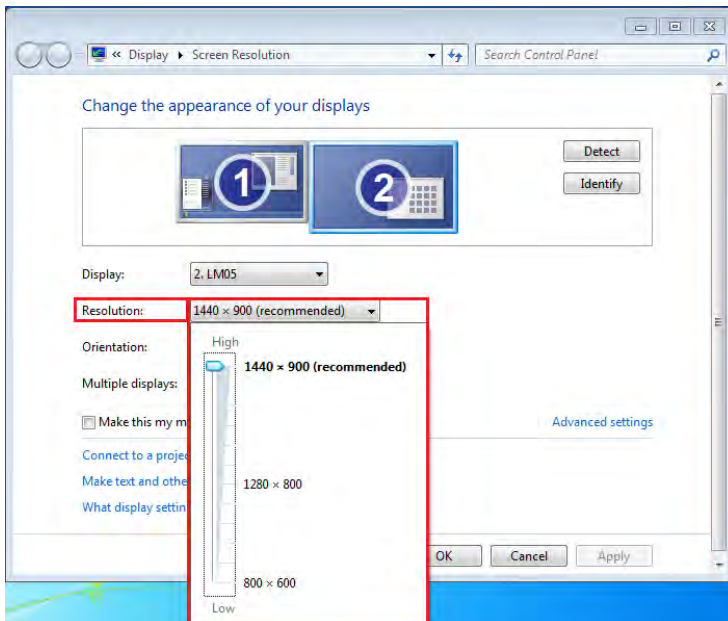 « Display ▸ Screen Resolution
Search Control Panel
Change the appearance of your displays
1
2
Detect
Identify
Display:
2. LM05
Resolution:
1440 × 900 (recommended)
Orientation:
High
1440 × 900 (recommended)
Multiple displays:
Make this my m
Advanced settings
Connect to a projec
Make text and othe
1280 × 800
What display settin
OK
Cancel
Apply
800 × 600
Low